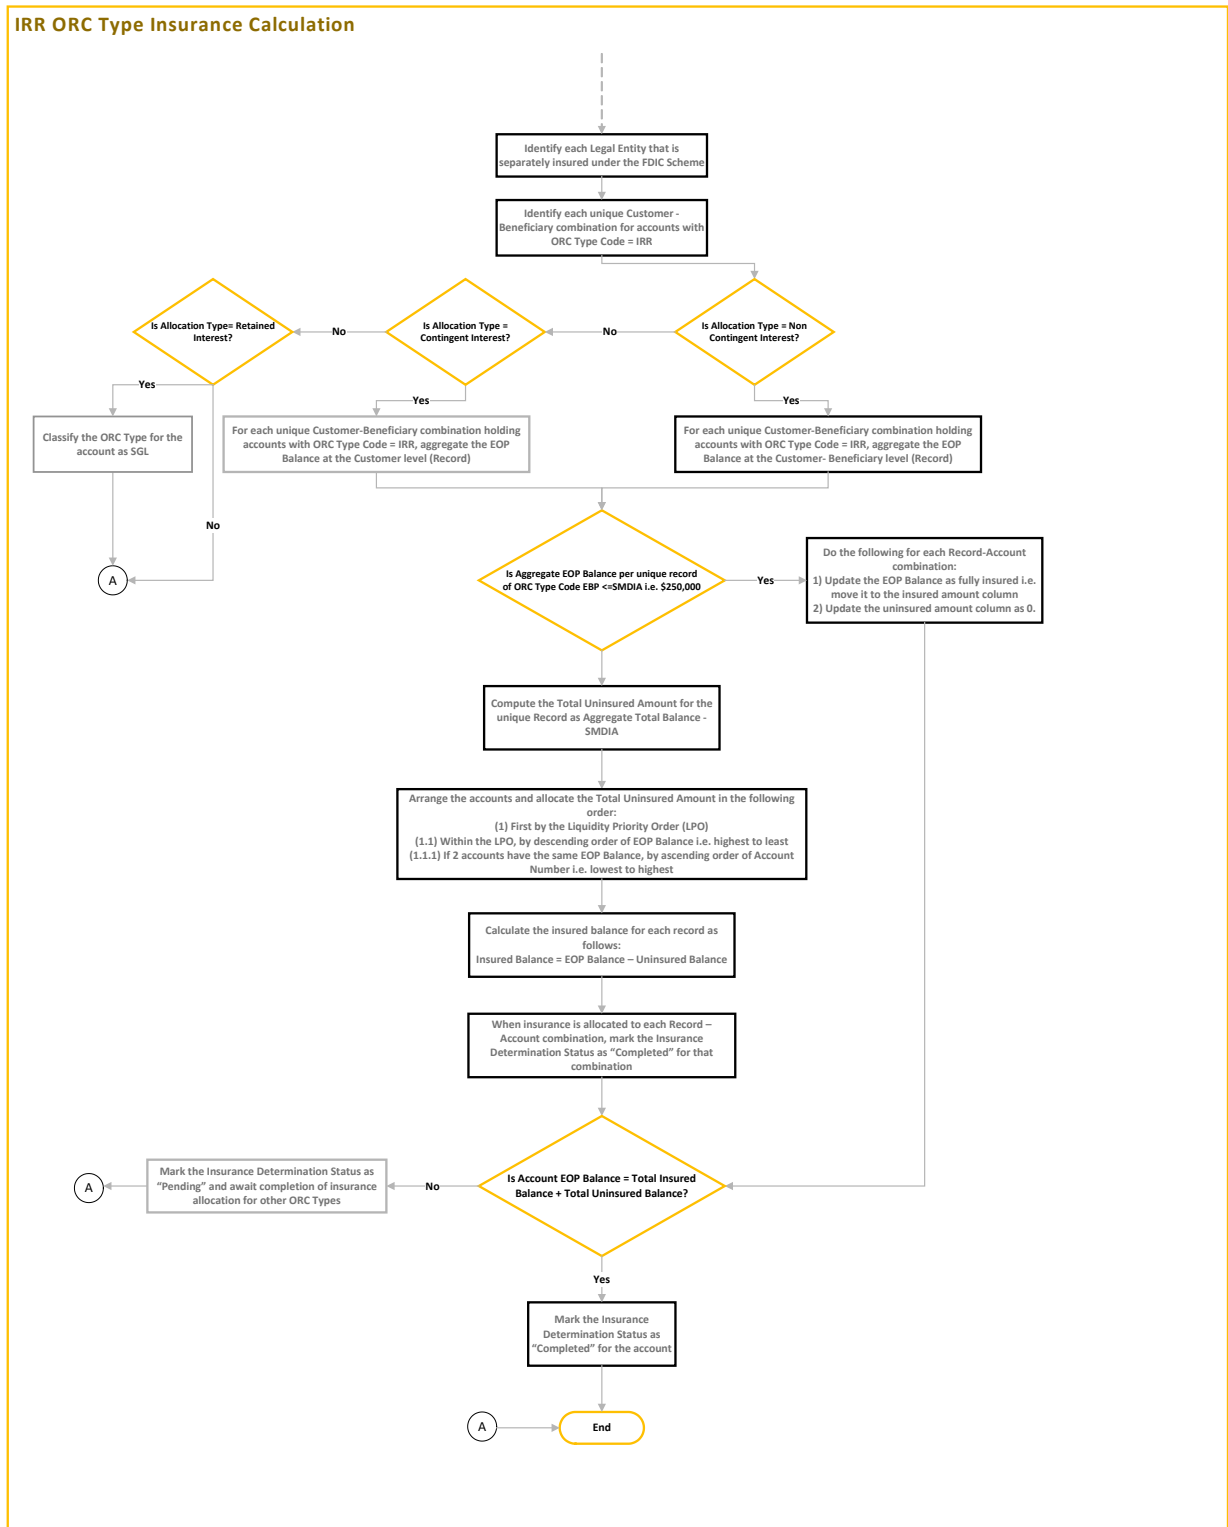 IRR ORC Type Insurance Calculation
Identify each Legal Entity that is
separately insured under the FDIC Scheme
Identify each unique Customer -
Beneficiary combination for accounts with
ORC Type Code = IRR
Is Allocation Type= Retained
Interest?
No
Is Allocation Type =
Contingent Interest?
No
Is Allocation Type = Non
Contingent Interest?
Yes
Yes
Yes
Classify the ORC Type for the
account as SGL
For each unique Customer-Beneficiary combination holding
accounts with ORC Type Code = IRR, aggregate the EOP
Balance at the Customer level (Record)
For each unique Customer-Beneficiary combination holding
accounts with ORC Type Code = IRR, aggregate the EOP
Balance at the Customer- Beneficiary level (Record)
No
A
Is Aggregate EOP Balance per unique record
of ORC Type Code EBP <=SMDIA i.e. $250,000
Yes
Do the following for each Record-Account
combination:
1) Update the EOP Balance as fully insured i.e.
move it to the insured amount column
2) Update the uninsured amount column as 0.
Compute the Total Uninsured Amount for the
unique Record as Aggregate Total Balance -
SMDIA
Arrange the accounts and allocate the Total Uninsured Amount in the following
order:
(1) First by the Liquidity Priority Order (LPO)
(1.1) Within the LPO, by descending order of EOP Balance i.e. highest to least
(1.1.1) If 2 accounts have the same EOP Balance, by ascending order of Account
Number i.e. lowest to highest
Calculate the insured balance for each record as
follows:
Insured Balance = EOP Balance – Uninsured Balance
When insurance is allocated to each Record –
Account combination, mark the Insurance
Determination Status as “Completed” for that
combination
A
Mark the Insurance Determination Status as
“Pending” and await completion of insurance
allocation for other ORC Types
No
Is Account EOP Balance = Total Insured
Balance + Total Uninsured Balance?
Yes
Mark the Insurance
Determination Status as
“Completed” for the account
A
End